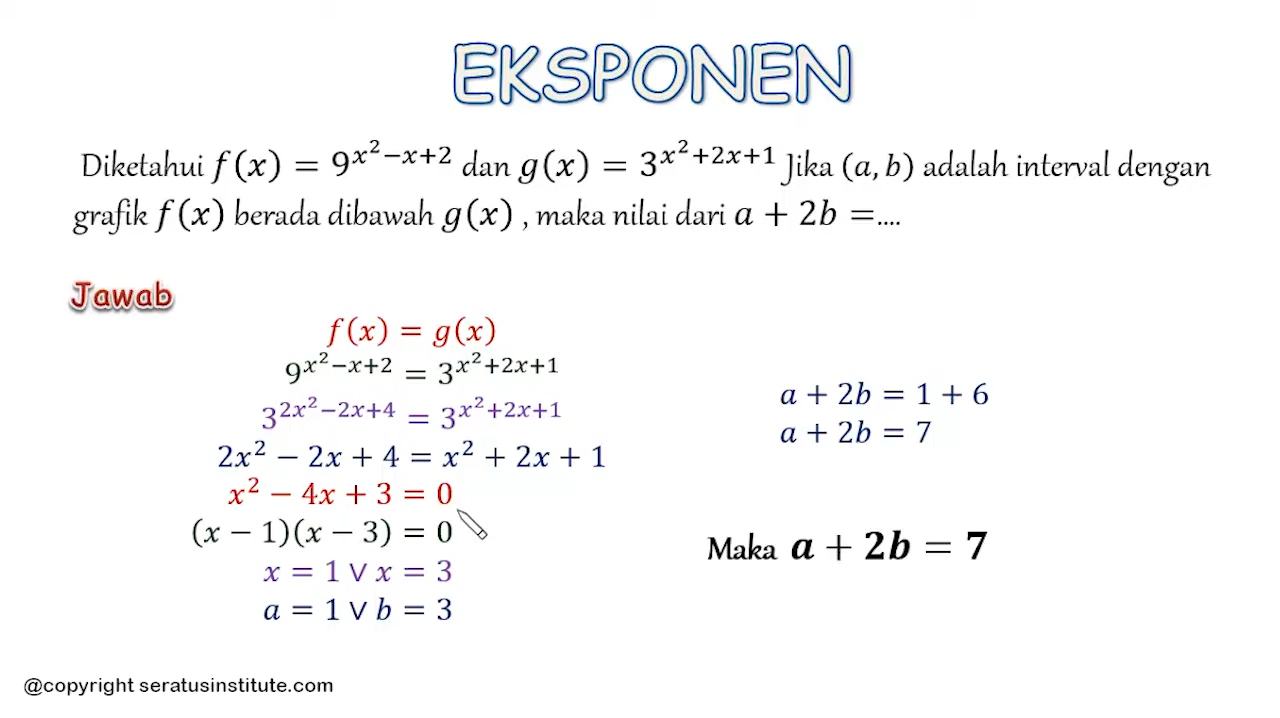 EKSPONEN
Diketahui f(x) = 9^{x²−x+2} dan g(x) = 3^{x²+2x+1} Jika (a, b) adalah interval dengan
grafik f(x) berada dibawah g(x) , maka nilai dari a + 2b =....
Jawab
f(x) = g(x)
9^{x²−x+2} = 3^{x²+2x+1}
3^{2x²−2x+4} = 3^{x²+2x+1}
2x² − 2x + 4 = x² + 2x + 1
x² − 4x + 3 = 0
(x − 1)(x − 3) = 0
x = 1 ∨ x = 3
a = 1 ∨ b = 3
a + 2b = 1 + 6
a + 2b = 7
Maka a + 2b = 7
@copyright seratusinstitute.com